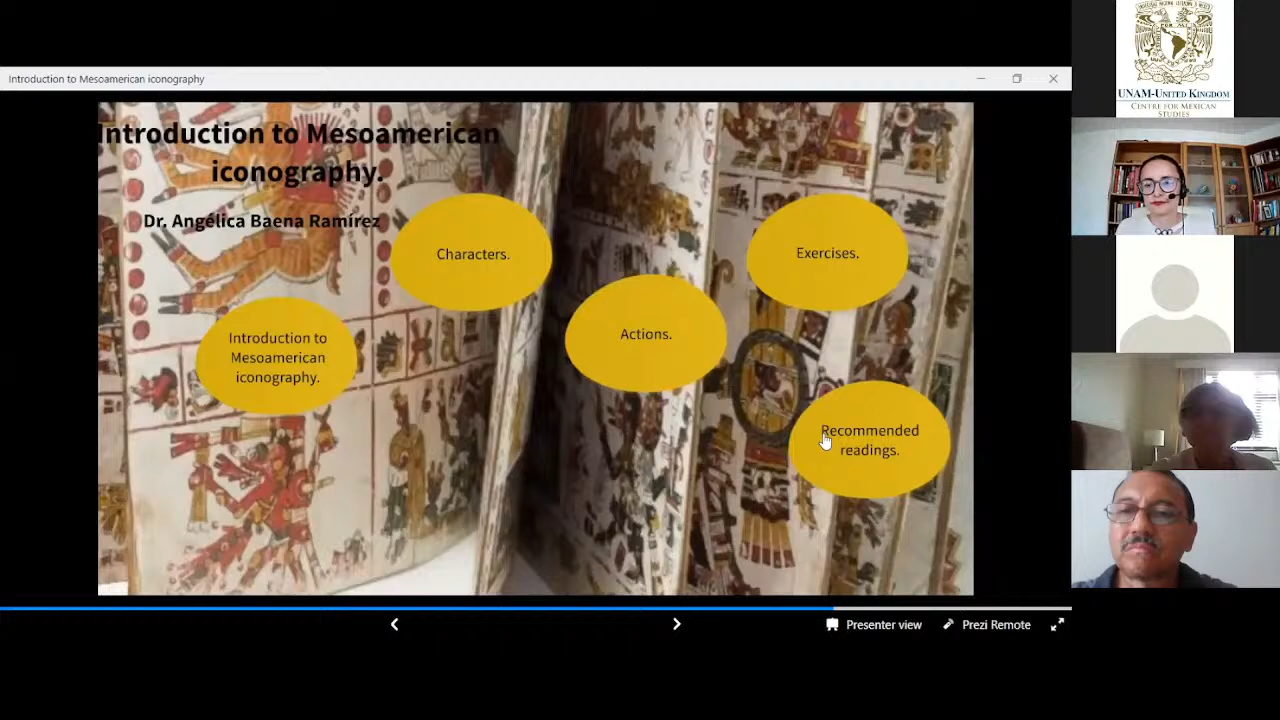 Introduction to Mesoamerican iconography
Introduction to Mesoamerican
iconography.
Dr. Angélica Baena Ramírez
Characters.
Exercises.
Actions.
Introduction to
Mesoamerican
iconography.
Recommended
readings.
Presenter view
Prezi Remote
UNAM-UNITED KINGDOM
CENTRE FOR MEXICAN
STUDIES